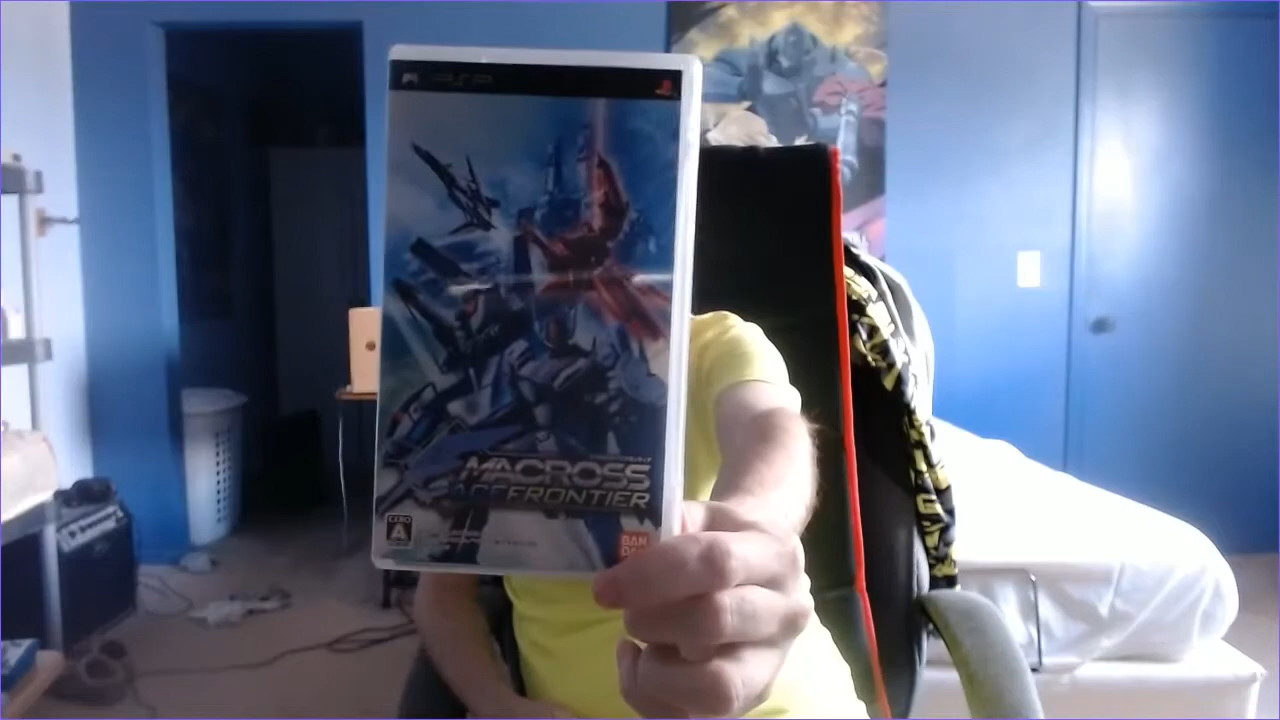 PSP
MACROSS
ACE FRONTIER
CERO
A
BAN
DAI